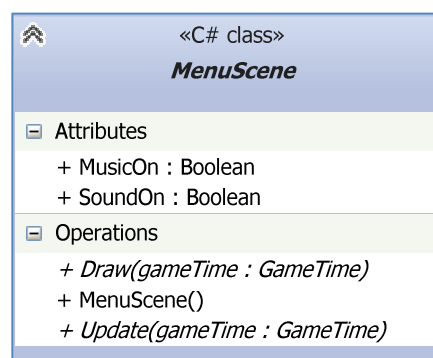 «C# class»
MenuScene
Attributes
+ MusicOn : Boolean
+ SoundOn : Boolean
Operations
+ Draw(gameTime : GameTime)
+ MenuScene()
+ Update(gameTime : GameTime)